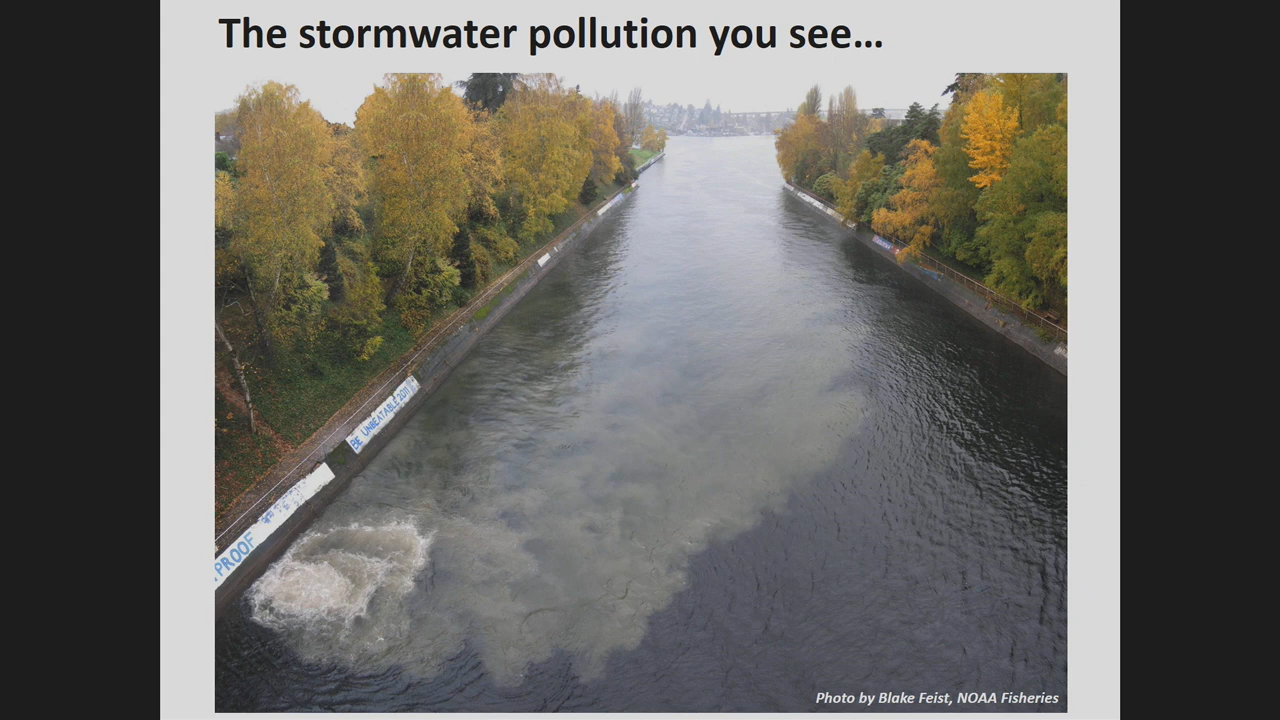 The stormwater pollution you see...
BE UNBEATABLE 2011
PROOF
Photo by Blake Feist, NOAA Fisheries